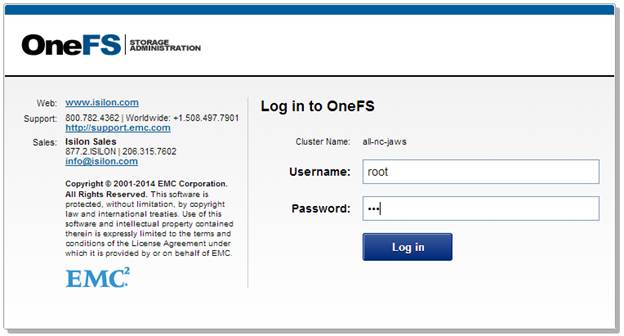 OneFS STORAGE
ADMINISTRATION
Web: www.isilon.com
Support: 800.782.4362 | Worldwide: +1.508.497.7901
http://support.emc.com
Sales: Isilon Sales
877.2.ISILON | 206.315.7602
info@isilon.com
Copyright © 2001-2014 EMC Corporation.
All Rights Reserved. This software is
protected, without limitation, by copyright
law and international treaties. Use of this
software and intellectual property contained
therein is expressly limited to the terms and
conditions of the License Agreement under
which it is provided by or on behalf of EMC.
EMC²
Log in to OneFS
Cluster Name: all-nc-jaws
Username: root
Password: •••
Log in